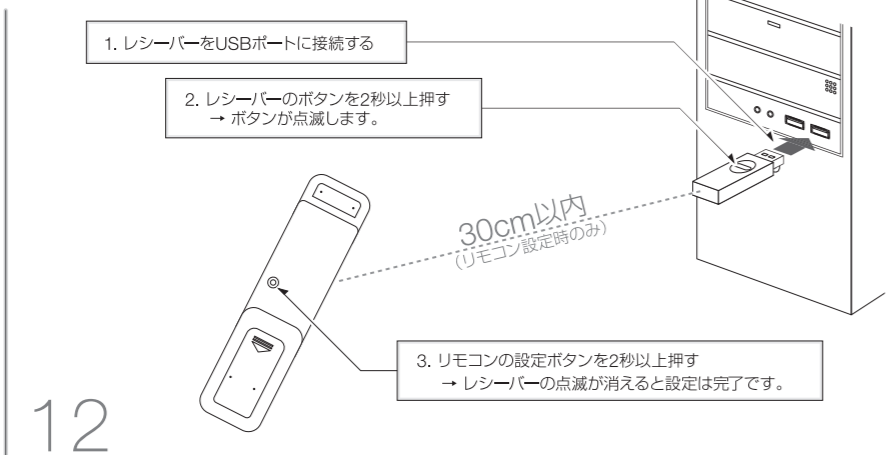 1. レシーバーをUSBポートに接続する
2. レシーバーのボタンを2秒以上押す
→ ボタンが点滅します。
30cm以内
(リモコン設定時のみ)
3. リモコンの設定ボタンを2秒以上押す
→ レシーバーの点滅が消えると設定は完了です。
12